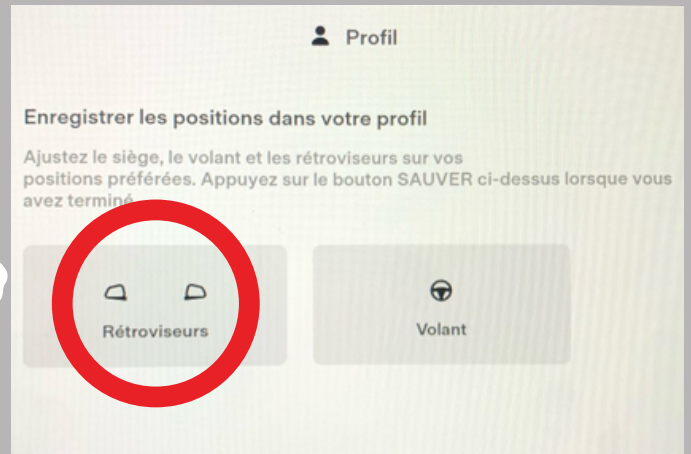 Profil
Enregistrer les positions dans votre profil
Ajustez le siège, le volant et les rétroviseurs sur vos
positions préférées. Appuyez sur le bouton SAUVER ci-dessus lorsque vous
avez terminé
Rétroviseurs
Volant